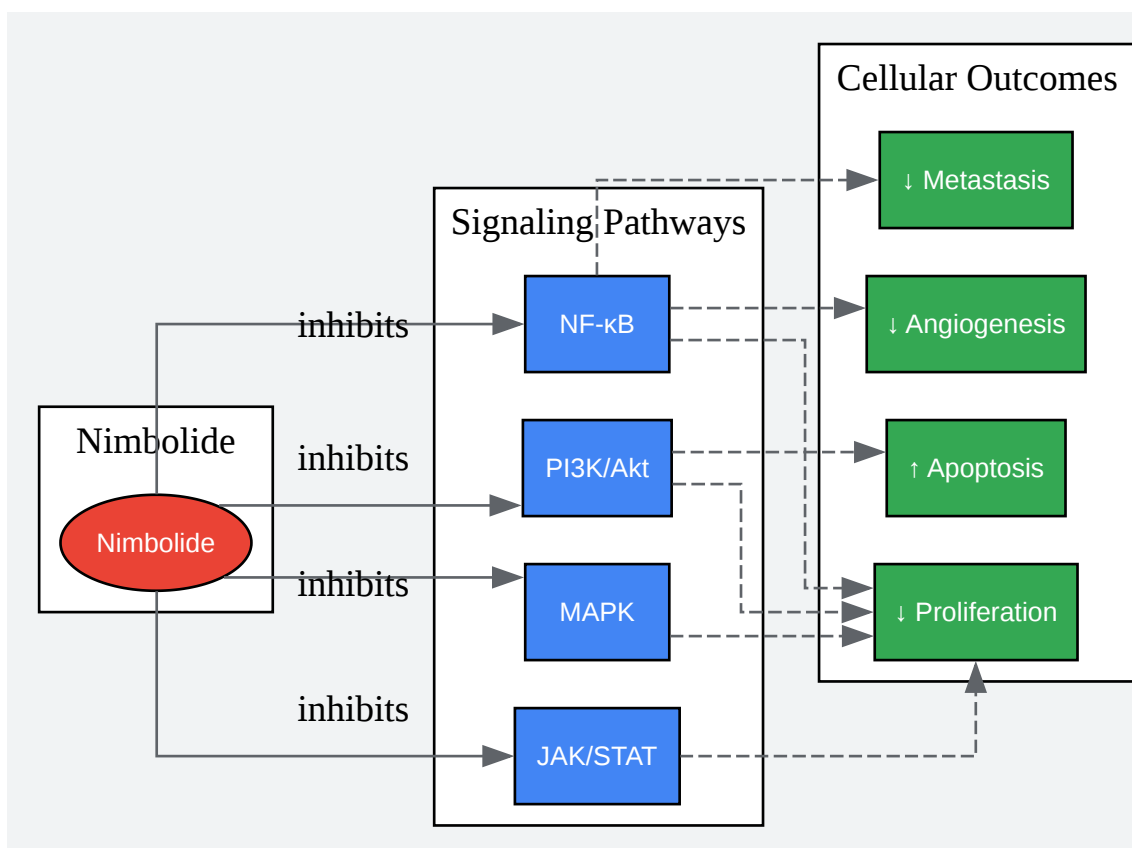 Cellular Outcomes
↓ Metastasis
Signaling Pathways
↓ Angiogenesis
inhibits
NF-κB
Nimbolide
inhibits
PI3K/Akt
↑ Apoptosis
Nimbolide
inhibits
MAPK
↓ Proliferation
inhibits
JAK/STAT